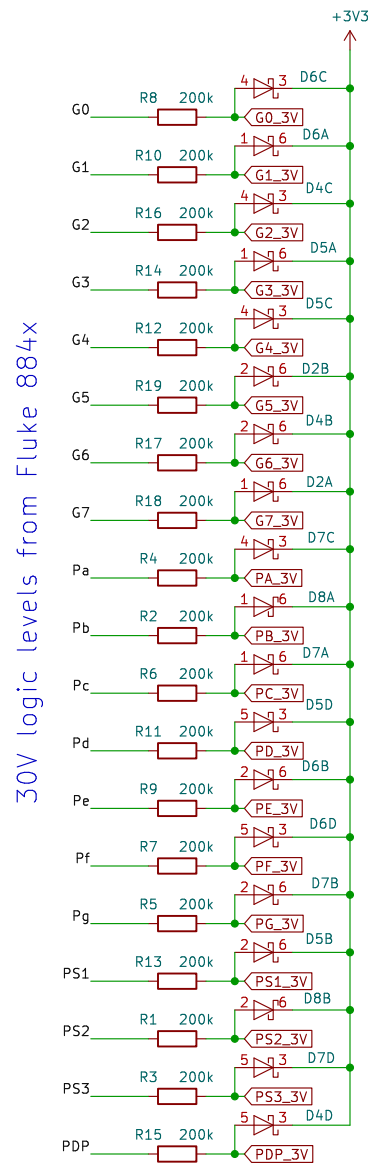 +3V3
D6C
R8 200k 4 3
G0 G0_3V
D6A
R10 200k 1 6
G1 G1_3V
D4C
R16 200k 4 3
G2 G2_3V
D5A
R14 200k 1 6
G3 G3_3V
D5C
R12 200k 4 3
G4 G4_3V
D2B
R19 200k 2 6
G5 G5_3V
D4B
R17 200k 2 6
G6 G6_3V
D2A
R18 200k 1 6
G7 G7_3V
D7C
R4 200k 4 3
Pa PA_3V
D8A
R2 200k 1 6
Pb PB_3V
D7A
R6 200k 1 6
Pc PC_3V
D5D
R11 200k 5 3
Pd PD_3V
D6B
R9 200k 2 6
Pe PE_3V
D6D
R7 200k 5 3
Pf PF_3V
D7B
R5 200k 2 6
Pg PG_3V
D5B
R13 200k 2 6
PS1 PS1_3V
D8B
R1 200k 2 6
PS2 PS2_3V
D7D
R3 200k 5 3
PS3 PS3_3V
D4D
R15 200k 5 3
PDP PDP_3V
30V logic levels from Fluke 884x